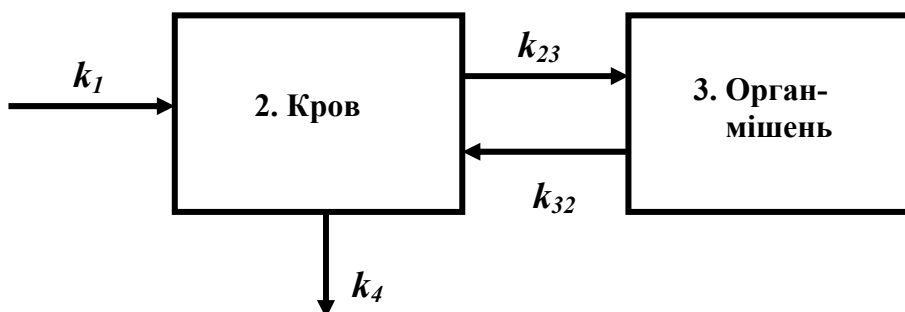 k₁
2. Кров
k₂₃
3. Орган-
мішень
k₃₂
k₄